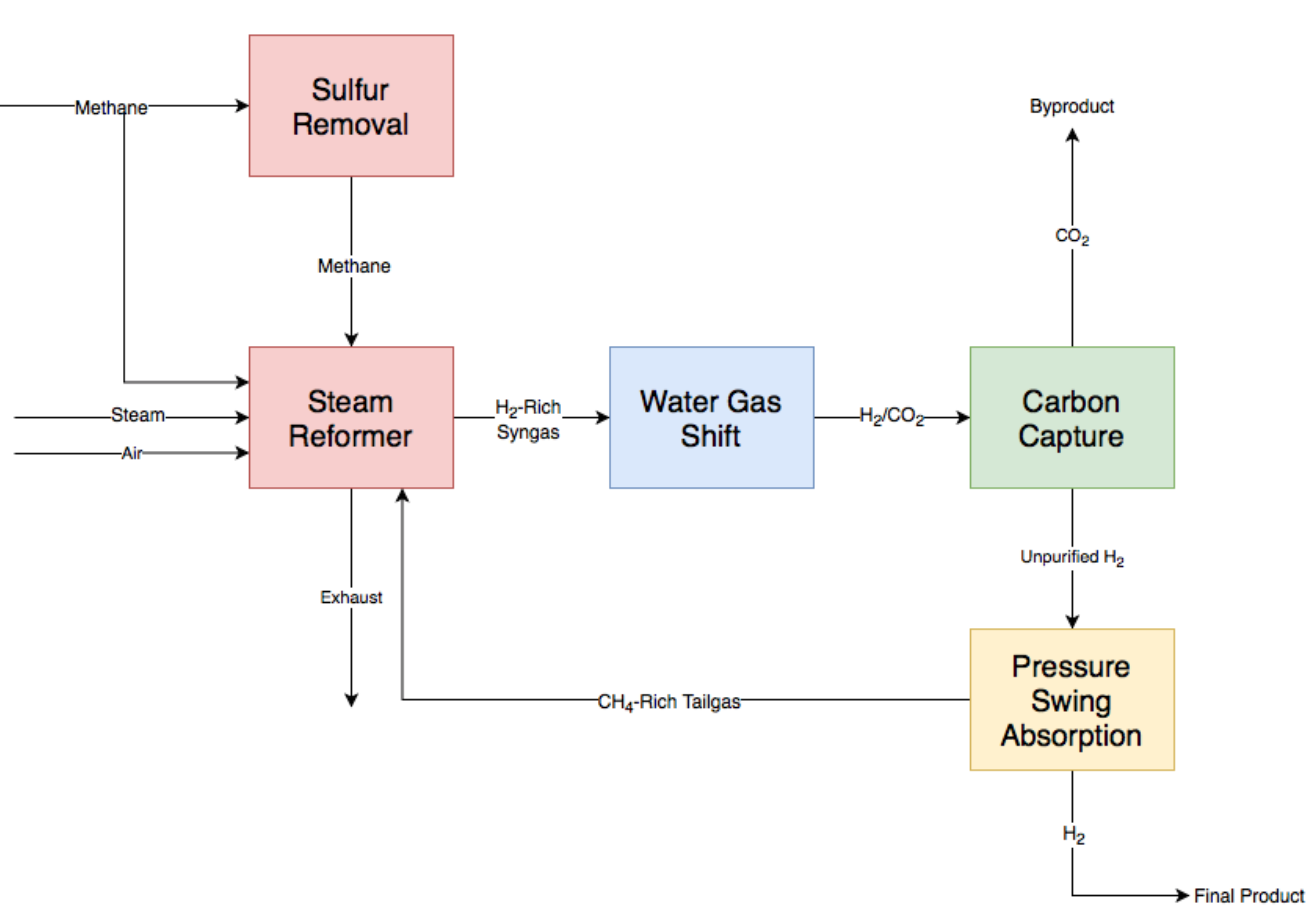 Sulfur
Removal
Methane
Byproduct
CO₂
Methane
Steam
Reformer
Steam
Air
H₂-Rich
Syngas
Water Gas
Shift
H₂/CO₂
Carbon
Capture
Unpurified H₂
Exhaust
Pressure
Swing
Absorption
CH₄-Rich Tailgas
H₂
Final Product